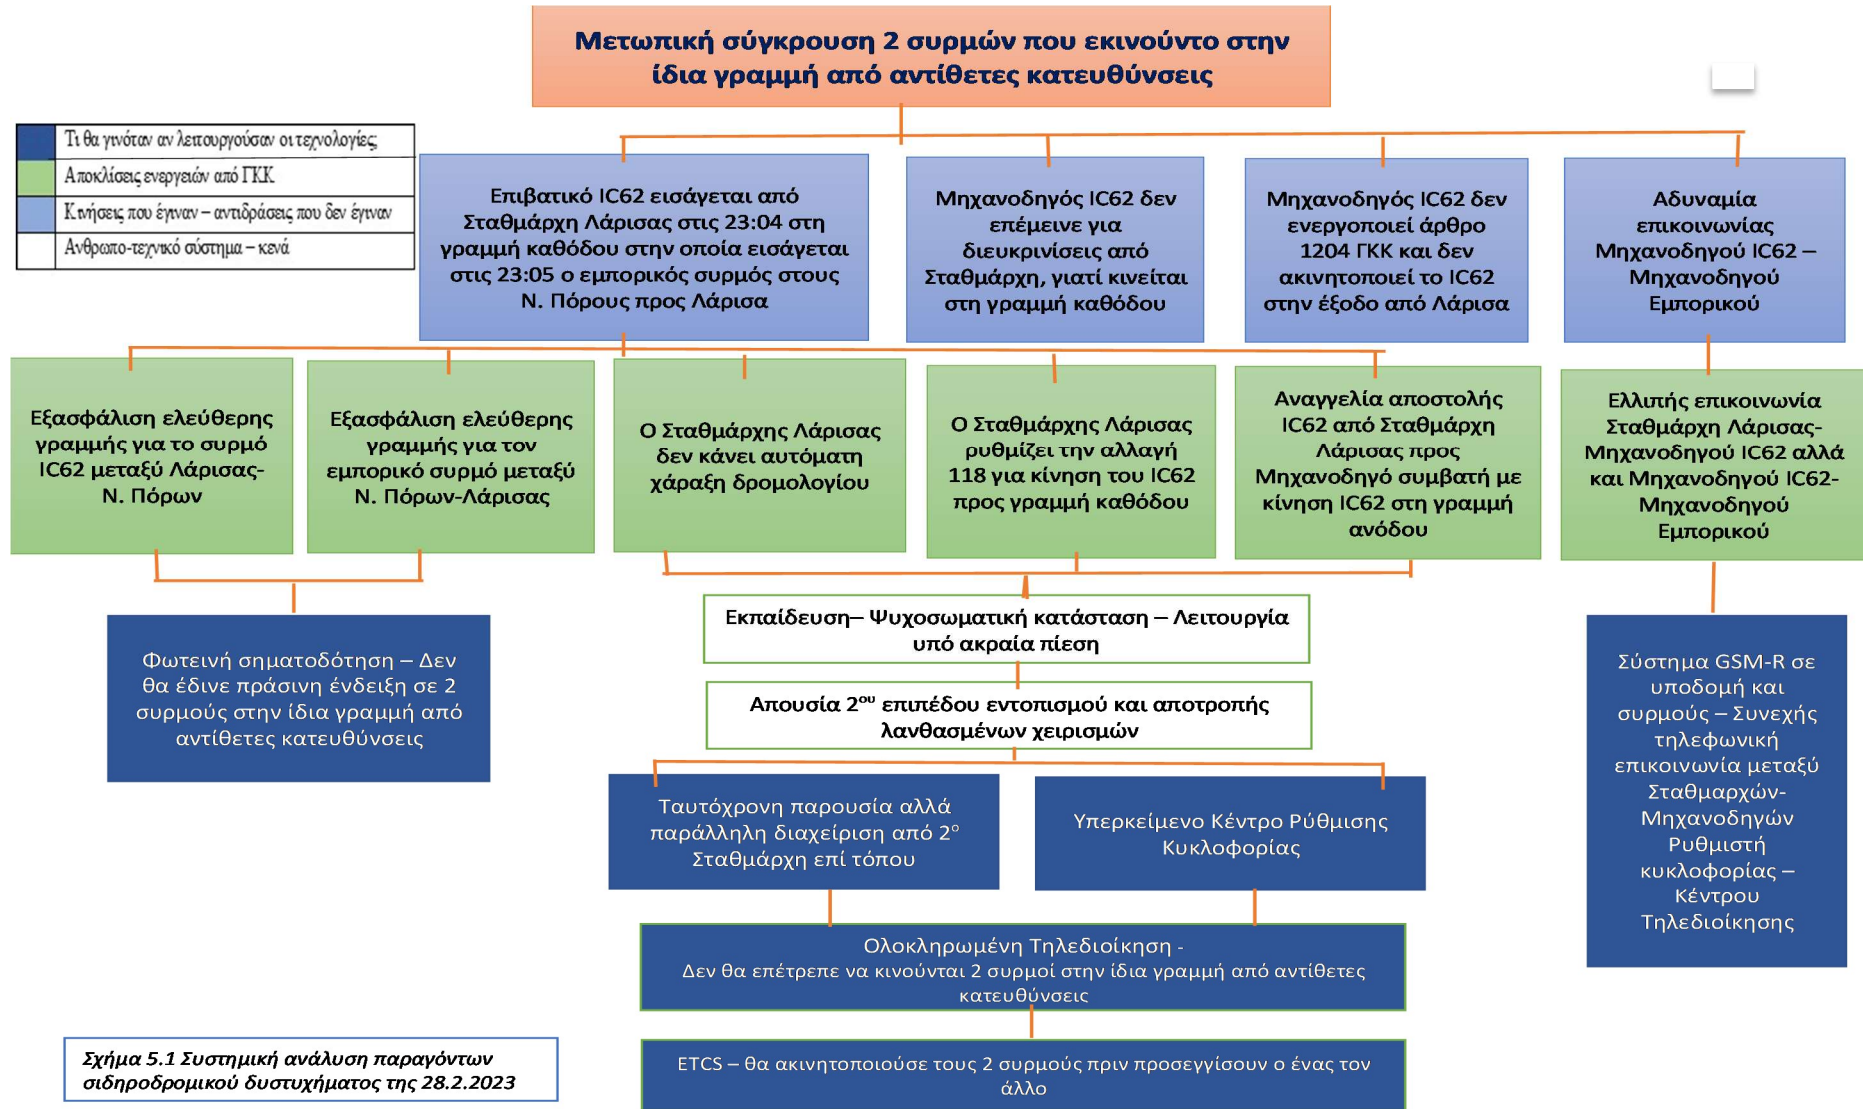 Μετωπική σύγκρουση 2 συρμών που εκινούντο στην
ίδια γραμμή από αντίθετες κατευθύνσεις
Τι θα γινόταν αν λειτουργούσαν οι τεχνολογίες;
Αποκλίσεις ενεργειών από ΓΚΚ
Κινήσεις που έγιναν – αντιδράσεις που δεν έγιναν
Ανθρωπο-τεχνικό σύστημα – κενά
Επιβατικό IC62 εισάγεται από
Σταθμάρχη Λάρισας στις 23:04 στη
γραμμή καθόδου στην οποία εισάγεται
στις 23:05 ο εμπορικός συρμός στους
Ν. Πόρους προς Λάρισα
Μηχανοδηγός IC62 δεν
επέμεινε για
διευκρινίσεις από
Σταθμάρχη, γιατί κινείται
στη γραμμή καθόδου
Μηχανοδηγός IC62 δεν
ενεργοποιεί άρθρο
1204 ΓΚΚ και δεν
ακινητοποιεί το IC62
στην έξοδο από Λάρισα
Αδυναμία
επικοινωνίας
Μηχανοδηγού IC62 –
Μηχανοδηγού
Εμπορικού
Εξασφάλιση ελεύθερης
γραμμής για το συρμό
IC62 μεταξύ Λάρισας-
Ν. Πόρων
Εξασφάλιση ελεύθερης
γραμμής για τον
εμπορικό συρμό μεταξύ
Ν. Πόρων-Λάρισας
Ο Σταθμάρχης Λάρισας
δεν κάνει αυτόματη
χάραξη δρομολογίου
Ο Σταθμάρχης Λάρισας
ρυθμίζει την αλλαγή
118 για κίνηση του IC62
προς γραμμή καθόδου
Αναγγελία αποστολής
IC62 από Σταθμάρχη
Λάρισας προς
Μηχανοδηγό συμβατή με
κίνηση IC62 στη γραμμή
ανόδου
Ελλιπής επικοινωνία
Σταθμάρχη Λάρισας-
Μηχανοδηγού IC62 αλλά
και Μηχανοδηγού IC62-
Μηχανοδηγού
Εμπορικού
Φωτεινή σηματοδότηση – Δεν
θα έδινε πράσινη ένδειξη σε 2
συρμούς στην ίδια γραμμή από
αντίθετες κατευθύνσεις
Εκπαίδευση– Ψυχοσωματική κατάσταση – Λειτουργία
υπό ακραία πίεση
Απουσία 2ου επιπέδου εντοπισμού και αποτροπής
λανθασμένων χειρισμών
Ταυτόχρονη παρουσία αλλά
παράλληλη διαχείριση από 2ο
Σταθμάρχη επί τόπου
Υπερκείμενο Κέντρο Ρύθμισης
Κυκλοφορίας
Ολοκληρωμένη Τηλεδιοίκηση -
Δεν θα επέτρεπε να κινούνται 2 συρμοί στην ίδια γραμμή από αντίθετες
κατευθύνσεις
ETCS – θα ακινητοποιούσε τους 2 συρμούς πριν προσεγγίσουν ο ένας τον
άλλο
Σύστημα GSM-R σε
υποδομή και
συρμούς – Συνεχής
τηλεφωνική
επικοινωνία μεταξύ
Σταθμαρχών-
Μηχανοδηγών
Ρυθμιστή
κυκλοφορίας –
Κέντρου
Τηλεδιοίκησης
Σχήμα 5.1 Συστημική ανάλυση παραγόντων
σιδηροδρομικού δυστυχήματος της 28.2.2023